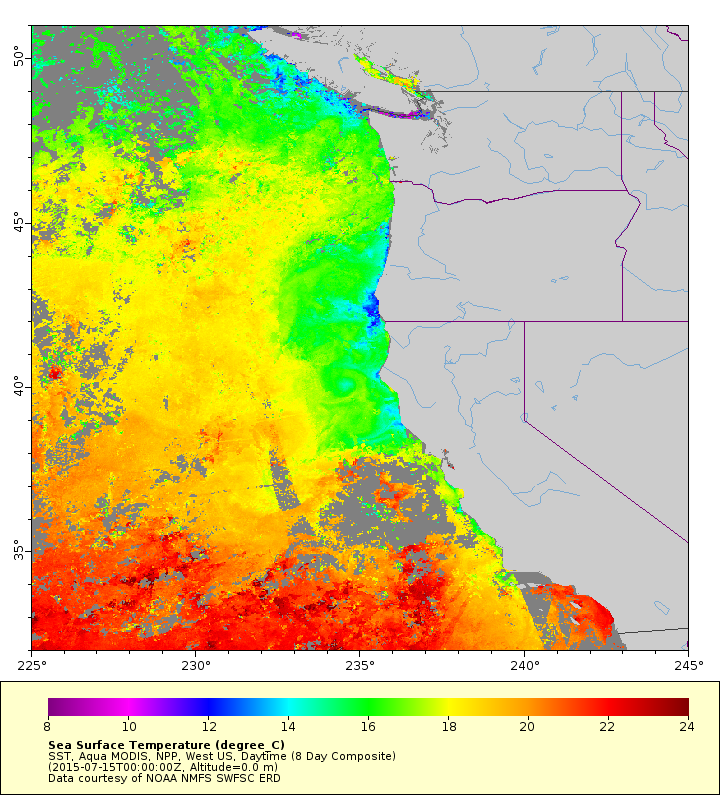 50°
45°
40°
35°
225° 230° 235° 240° 245°
8 10 12 14 16 18 20 22 24
Sea Surface Temperature (degree_C)
SST, Aqua MODIS, NPP, West US, Daytime (8 Day Composite)
(2015-07-15T00:00:00Z, Altitude=0.0 m)
Data courtesy of NOAA NMFS SWFSC ERD